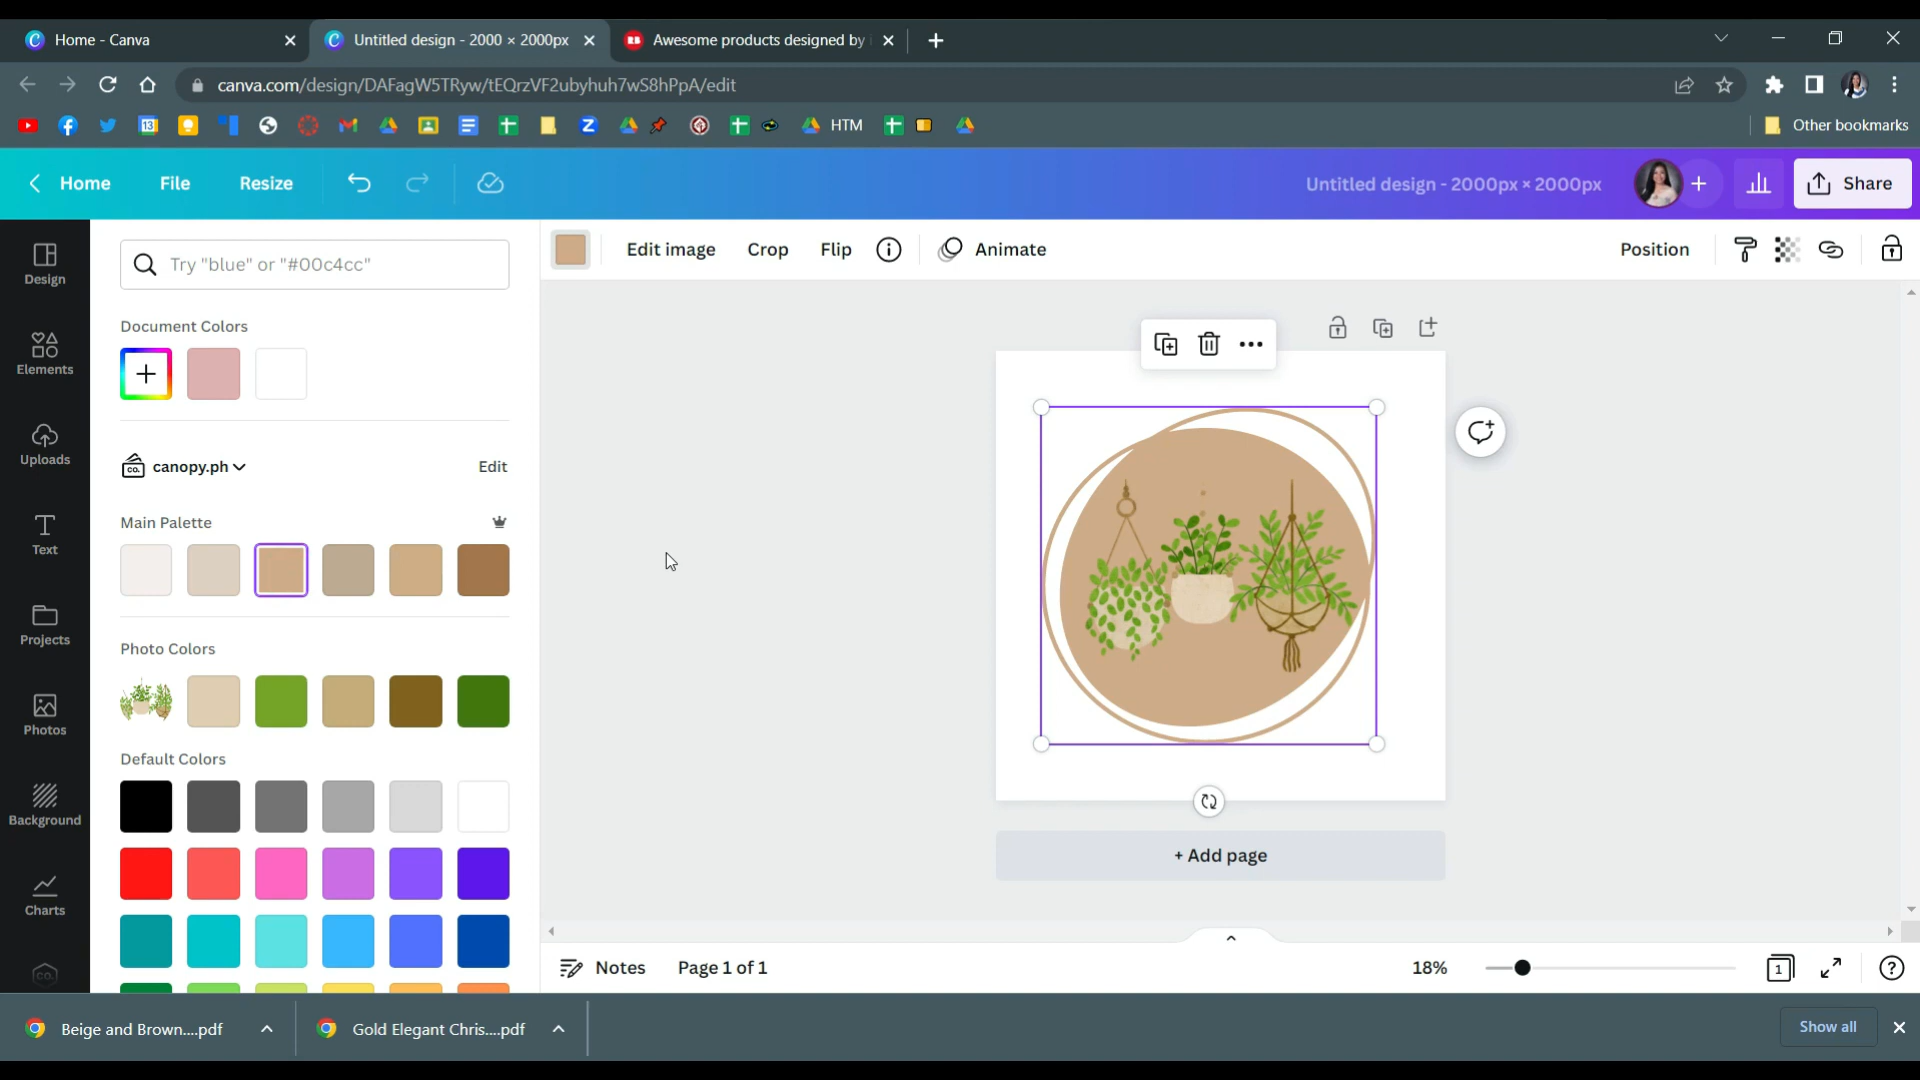 Home - Canva
Untitled design - 2000 × 2000px
Awesome products designed by
canva.com/design/DAFagW5TRyw/tEQrzVF2ubyhuh7wS8hPpA/edit
HTM
Other bookmarks
Home
File
Resize
Untitled design - 2000px × 2000px
Share
Design
Elements
Uploads
Text
Projects
Photos
Background
Charts
Try "blue" or "#00c4cc"
Document Colors
canopy.ph
Edit
Main Palette
Photo Colors
Default Colors
Edit image
Crop
Flip
Animate
Position
+ Add page
Notes
Page 1 of 1
18%
1
Beige and Brown....pdf
Gold Elegant Chris....pdf
Show all